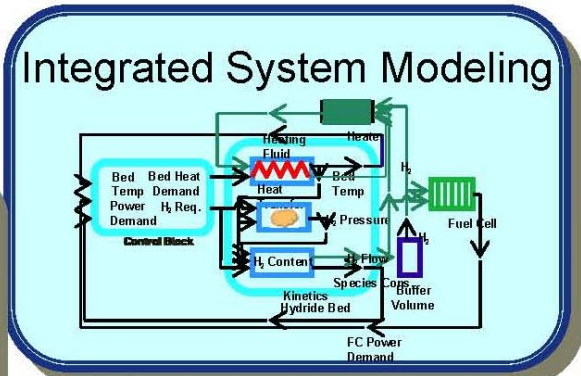 Integrated System Modeling
Heater
Heating
Fluid
Bed
Temp
Power
Demand
Bed Heat
Demand
H₂ Req.
Control Block
Heat
Bed
Temp
H₂
Pressure
H₂ Content
H₂ Flow
Species Cons.
Kinetics
Hydride Bed
H₂
Fuel Cell
H₂
Buffer
Volume
FC Power
Demand